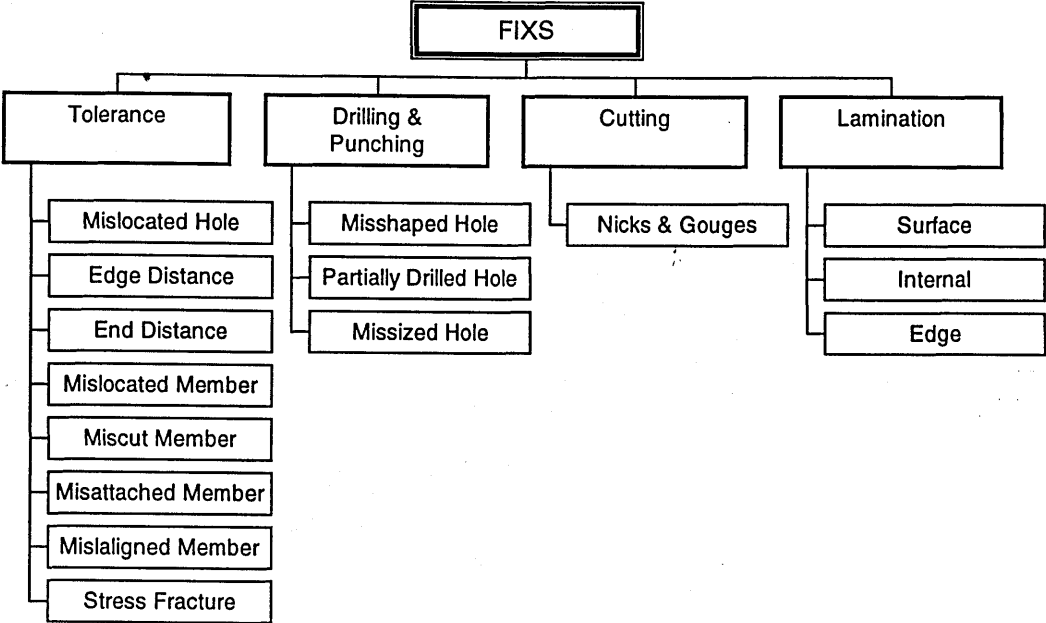 FIXS
Tolerance
Drilling &
Punching
Cutting
Lamination
Mislocated Hole
Edge Distance
End Distance
Mislocated Member
Miscut Member
Misattached Member
Mislaligned Member
Stress Fracture
Misshaped Hole
Partially Drilled Hole
Missized Hole
Nicks & Gouges
Surface
Internal
Edge